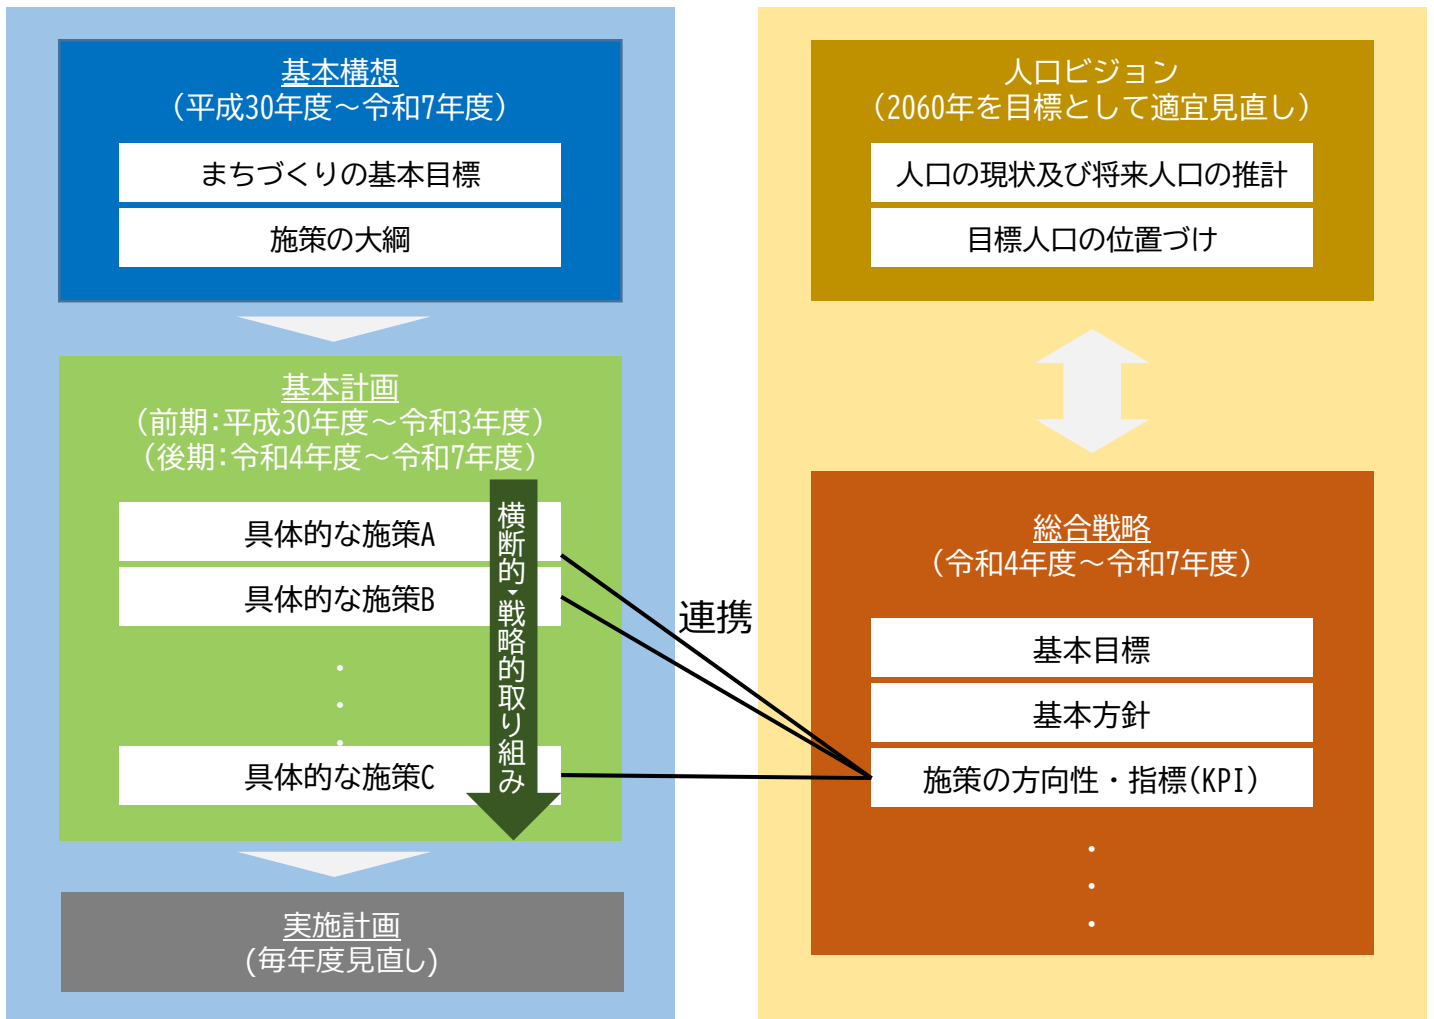 基本構想
（平成30年度～令和7年度）
まちづくりの基本目標
施策の大綱
基本計画
（前期：平成30年度～令和3年度）
（後期：令和4年度～令和7年度）
具体的な施策A
具体的な施策B
・
・
・
具体的な施策C
横断的・戦略的取り組み
実施計画
(毎年度見直し)
連携
人口ビジョン
（2060年を目標として適宜見直し）
人口の現状及び将来人口の推計
目標人口の位置づけ
総合戦略
（令和4年度～令和7年度）
基本目標
基本方針
施策の方向性・指標(KPI)
・
・
・